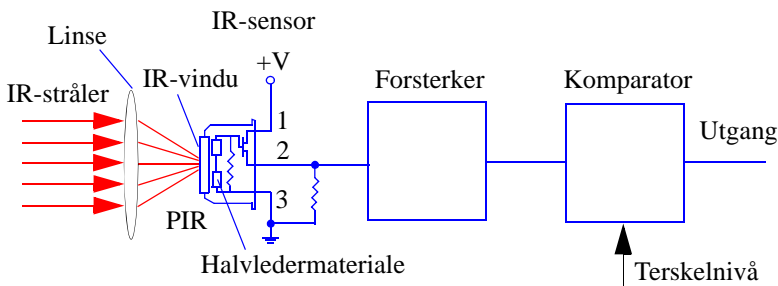 IR-sensor
Linse
IR-vindu
+V
Forsterker
Komparator
IR-stråler
1
Utgang
2
3
PIR
Halvledermateriale
Terskelnivå